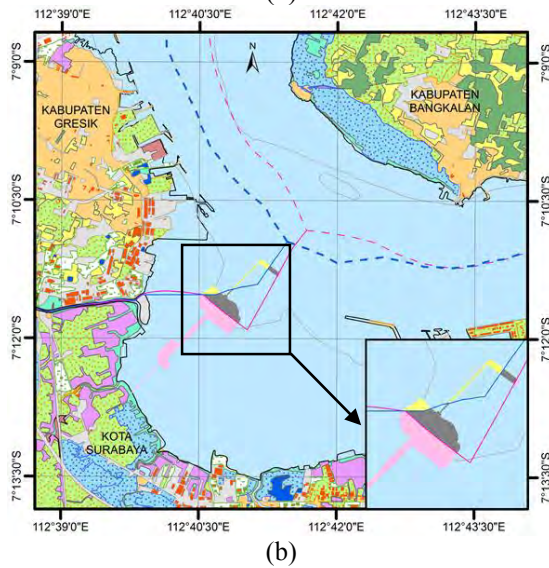 112°39'0"E 112°40'30"E 112°42'0"E 112°43'30"E
7°9'0"S 7°9'0"S
N
KABUPATEN
GRESIK
KABUPATEN
BANGKALAN
7°10'30"S 7°10'30"S
7°12'0"S 7°12'0"S
KOTA
SURABAYA
7°13'30"S 7°13'30"S
112°39'0"E 112°40'30"E 112°42'0"E 112°43'30"E
(b)